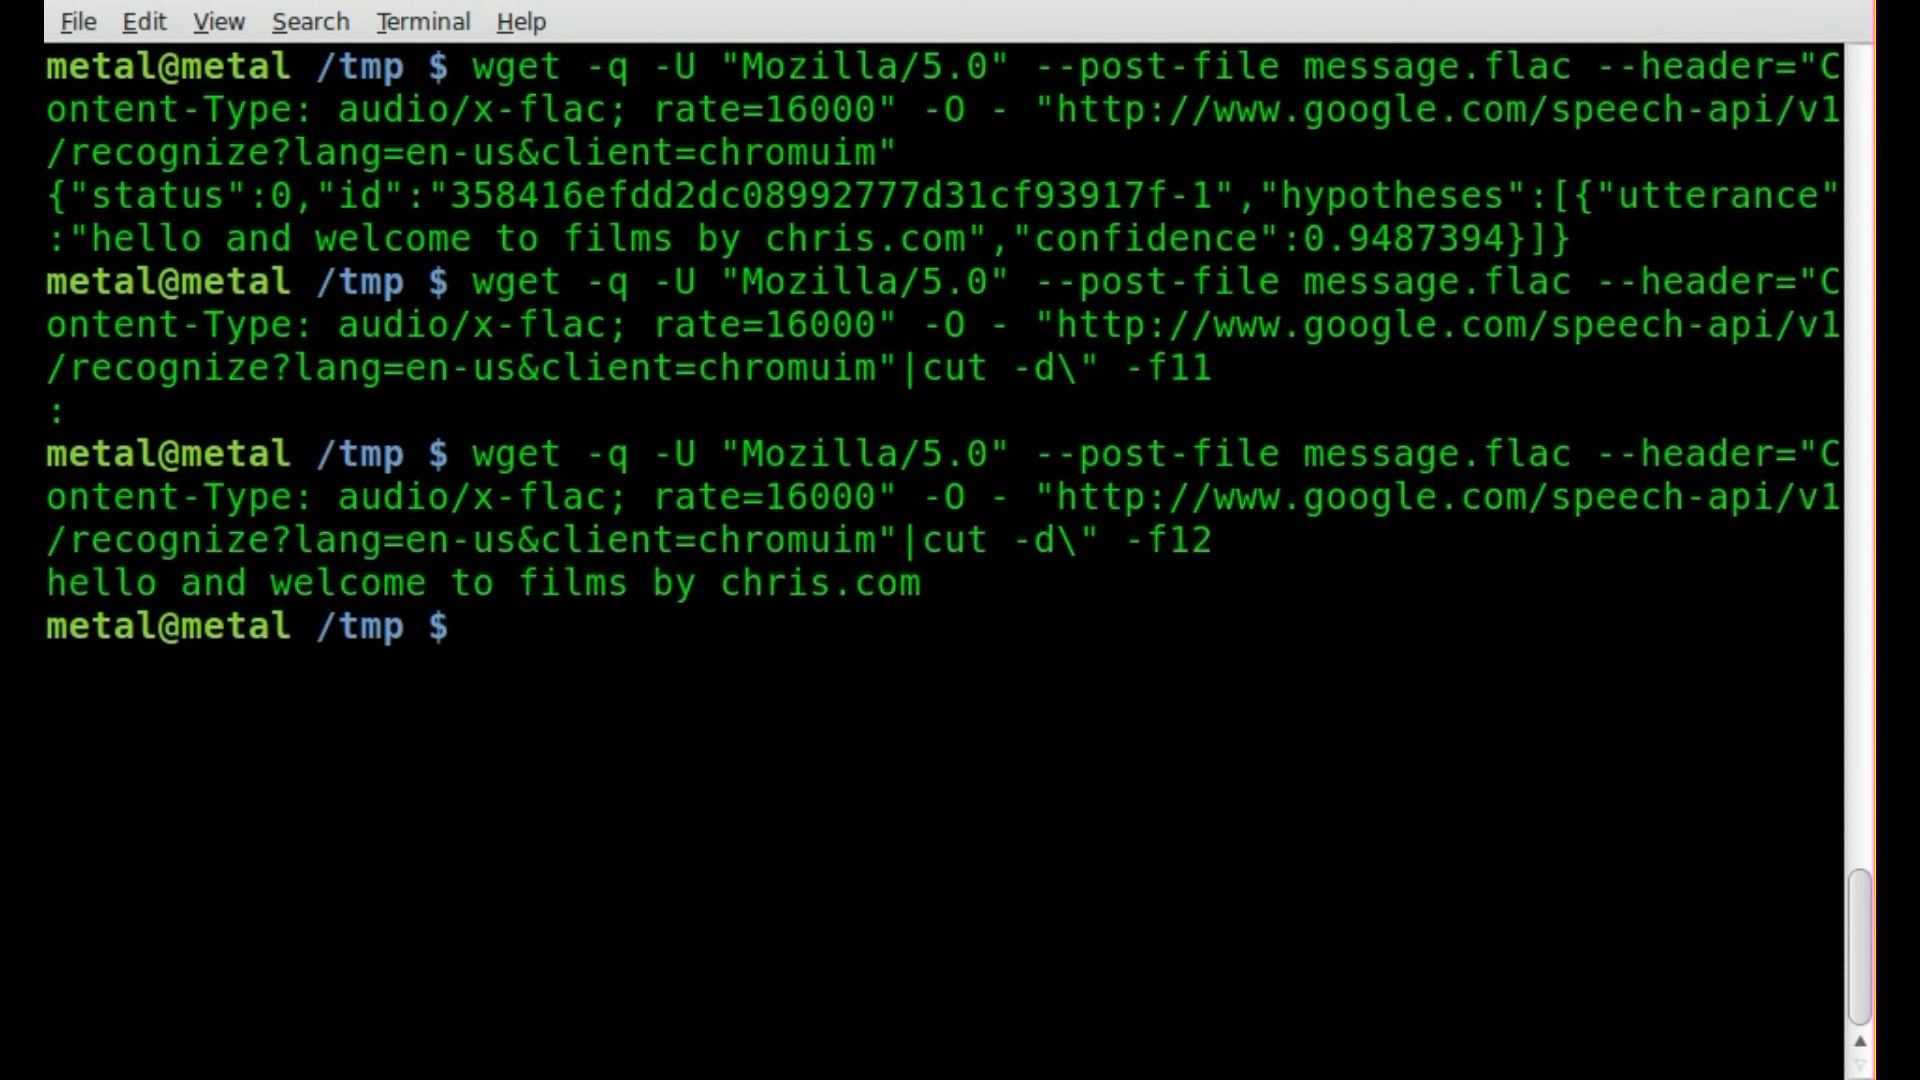 File Edit View Search Terminal Help
metal@metal /tmp $ wget -q -U "Mozilla/5.0" --post-file message.flac --header="C
ontent-Type: audio/x-flac; rate=16000" -O - "http://www.google.com/speech-api/v1
/recognize?lang=en-us&client=chromuim"
{"status":0,"id":"358416efdd2dc08992777d31cf93917f-1","hypotheses":[{"utterance"
:"hello and welcome to films by chris.com","confidence":0.9487394}]}
metal@metal /tmp $ wget -q -U "Mozilla/5.0" --post-file message.flac --header="C
ontent-Type: audio/x-flac; rate=16000" -O - "http://www.google.com/speech-api/v1
/recognize?lang=en-us&client=chromuim"|cut -d\" -f11
:
metal@metal /tmp $ wget -q -U "Mozilla/5.0" --post-file message.flac --header="C
ontent-Type: audio/x-flac; rate=16000" -O - "http://www.google.com/speech-api/v1
/recognize?lang=en-us&client=chromuim"|cut -d\" -f12
hello and welcome to films by chris.com
metal@metal /tmp $